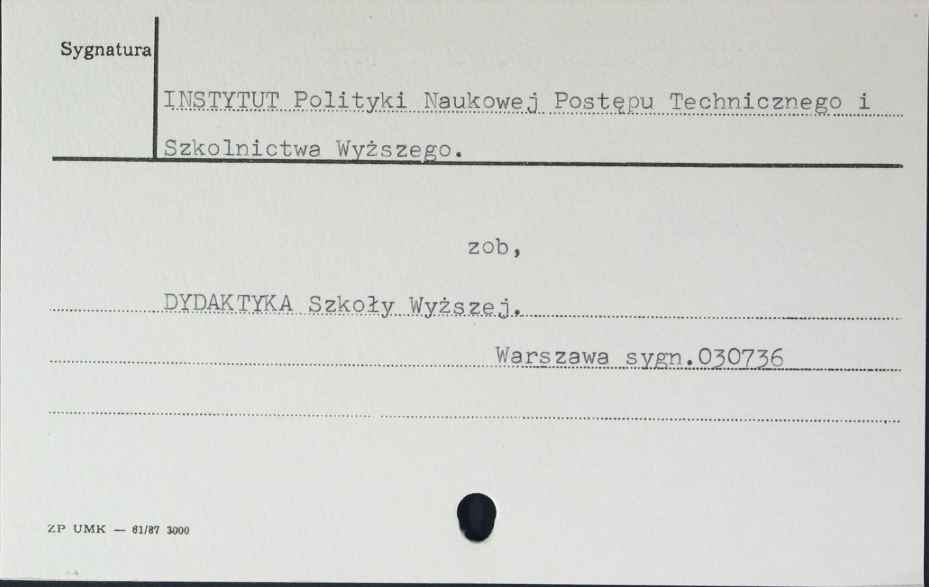 Sygnatura
INSTYTUT Polityki Naukowej Postępu Technicznego i
Szkolnictwa Wyższego.
zob,
DYDAKTYKA Szkoły Wyższej.
Warszawa sygn.030736
ZP UMK — 61/87 3000